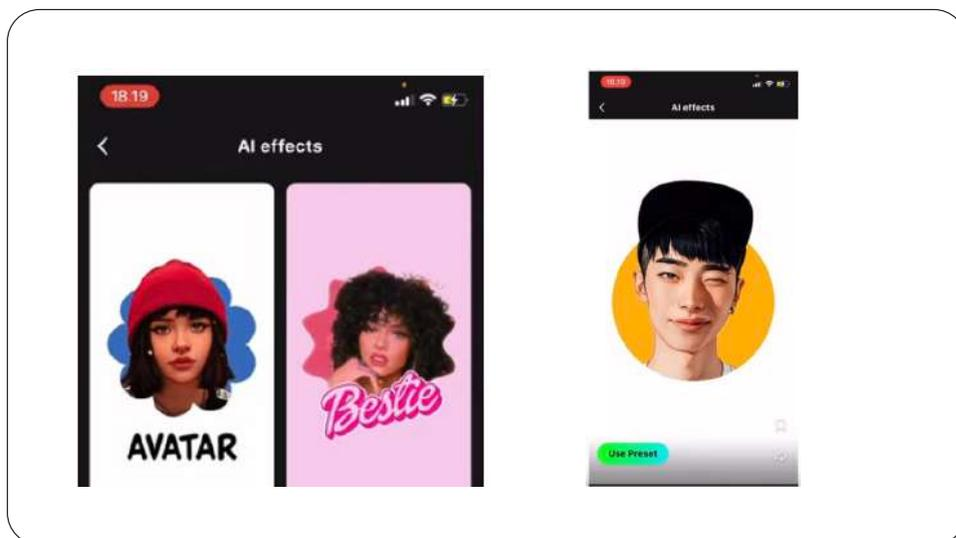 18.19
AI effects
AVATAR
Bestie
18.19
AI effects
Use Preset